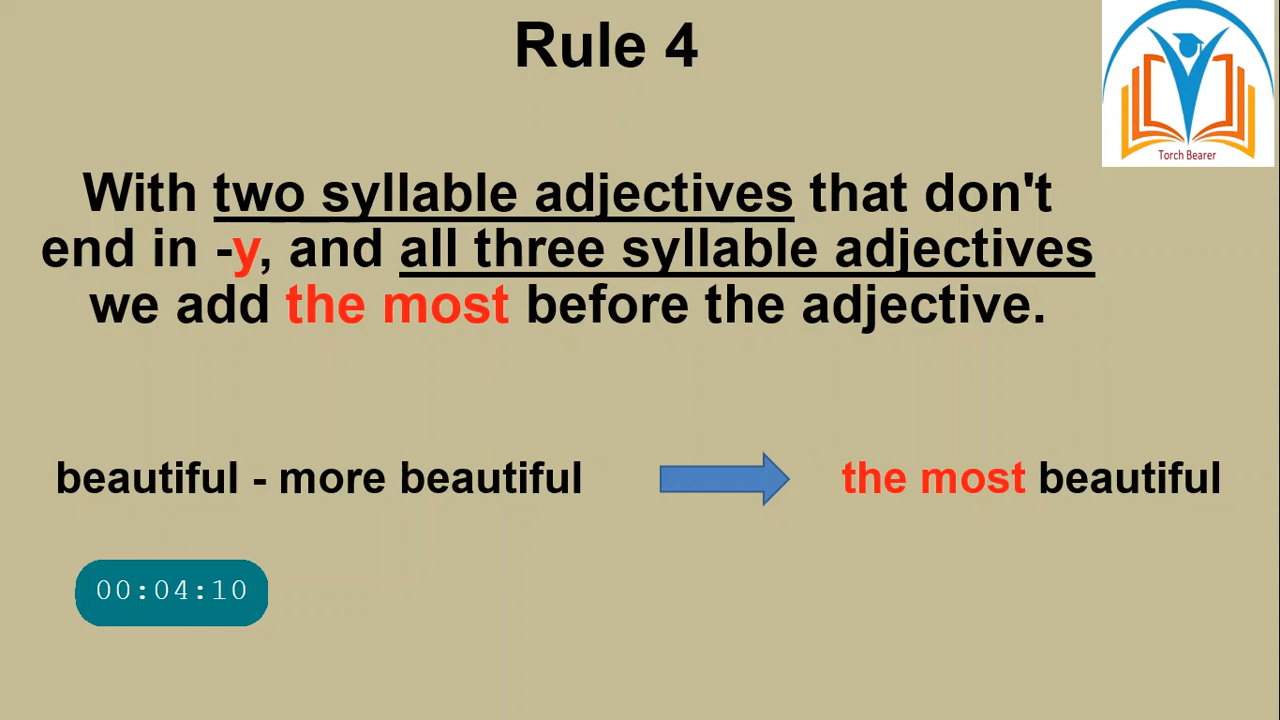 Rule 4
Torch Bearer
With two syllable adjectives that don't
end in -y, and all three syllable adjectives
we add the most before the adjective.
beautiful - more beautiful
the most beautiful
00:04:10